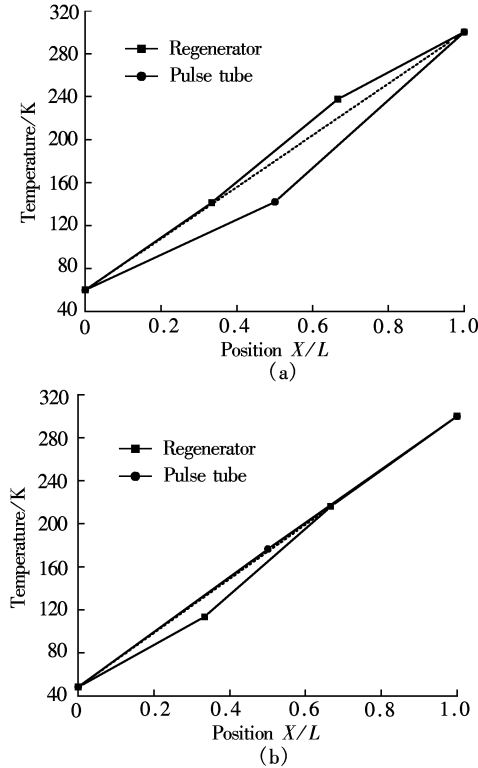 320
280
240
200
160
120
80
40
Temperature/K
Regenerator
Pulse tube
0 0.2 0.4 0.6 0.8 1.0
Position X/L
(a)
320
280
240
200
160
120
80
40
Temperature/K
Regenerator
Pulse tube
0 0.2 0.4 0.6 0.8 1.0
Position X/L
(b)